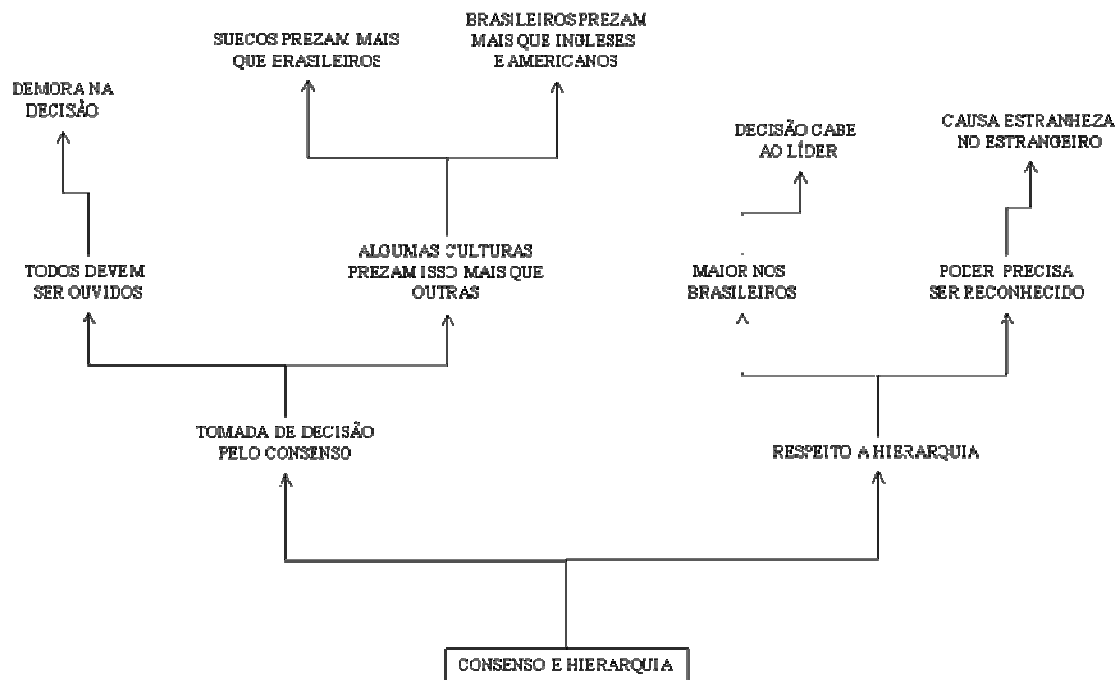 BRASILEIROS PREZAM
MAIS QUE INGLESES
E AMERICANOS
SUECOS PREZAM MAIS
QUE BRASILEIROS
DEMORA NA
DECISÃO
DECISÃO CABE
AO LÍDER
CAUSA ESTRANHEZA
NO ESTRANGEIRO
TODOS DEVEM
SER OUVIDOS
ALGUMAS CULTURAS
PREZAM ISSO MAIS QUE
OUTRAS
MAIOR NOS
BRASILEIROS
PODER PRECISA
SER RECONHECIDO
TOMADA DE DECISÃO
PELO CONSENSO
RESPEITO A HIERARQUIA
CONSENSO E HIERARQUIA